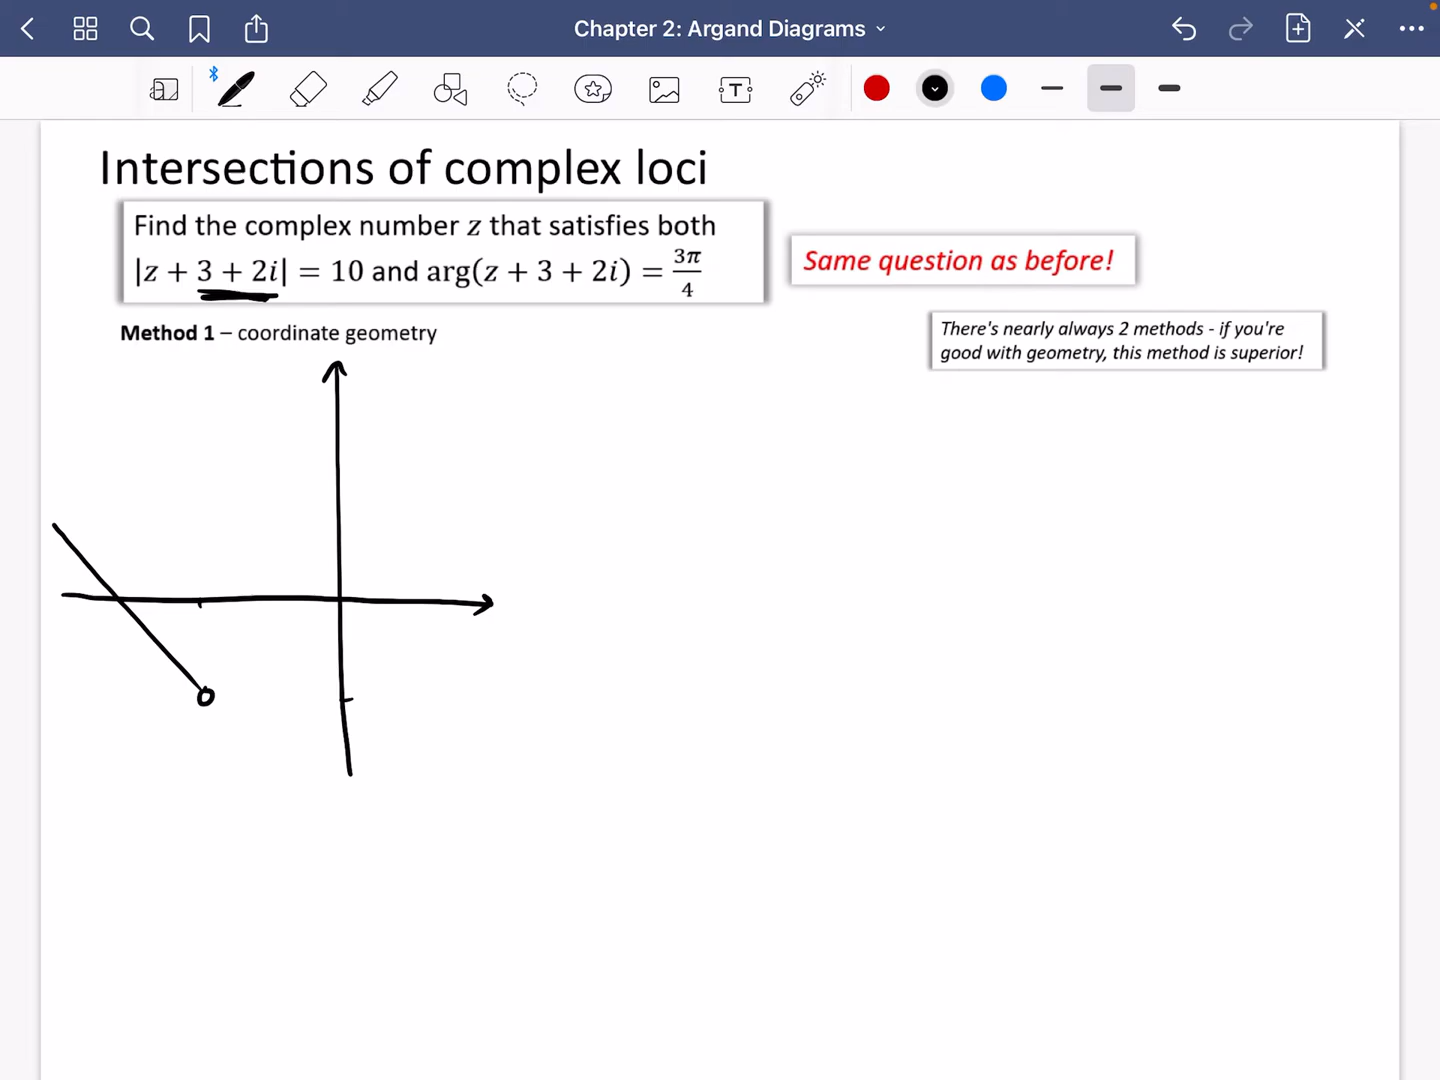 Chapter 2: Argand Diagrams
Intersections of complex loci
Find the complex number z that satisfies both
|z + 3 + 2i| = 10 and arg(z + 3 + 2i) = 3π/4
Same question as before!
Method 1 – coordinate geometry
There's nearly always 2 methods - if you're
good with geometry, this method is superior!